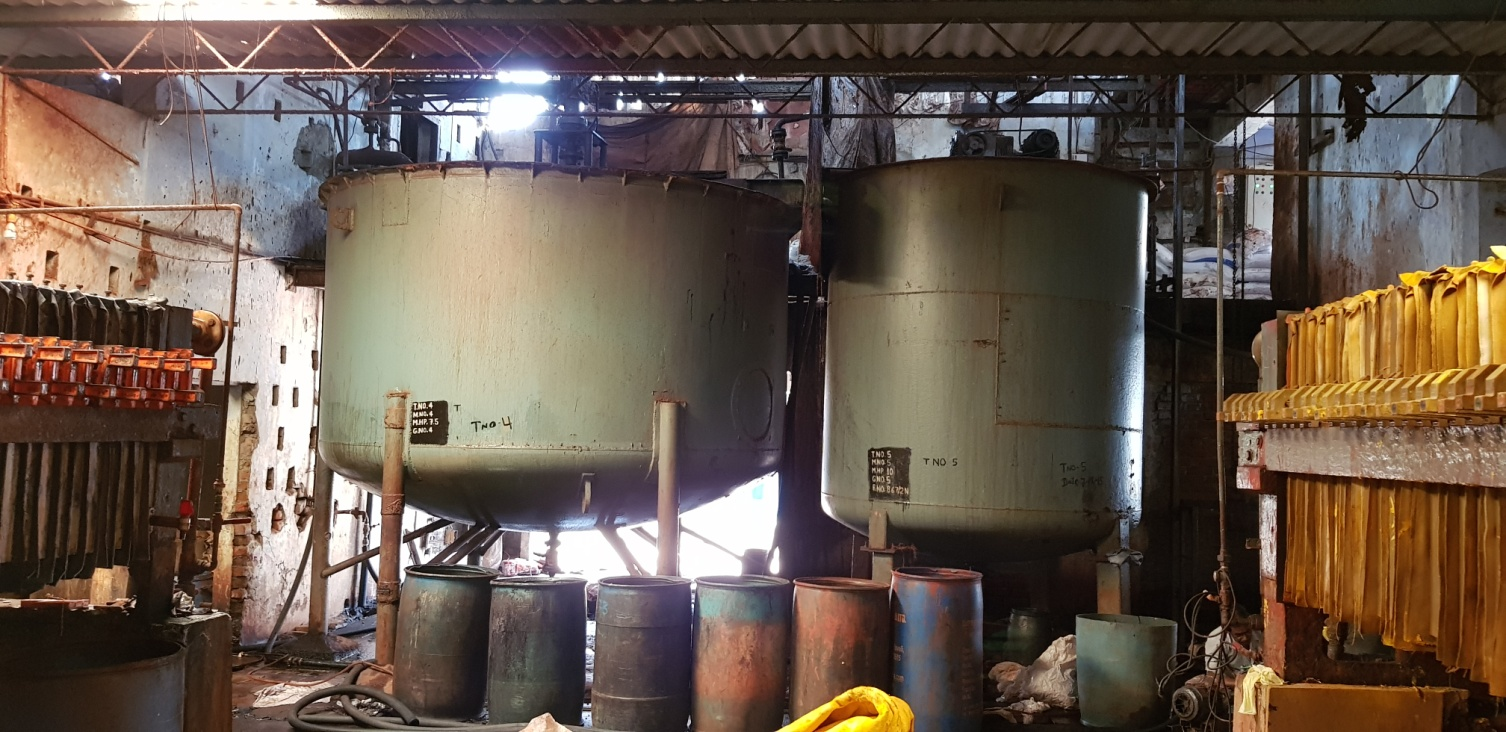 T.NO. 4
M.NO. 4
M.HP. 7.5
G.NO. 4
T
TNO. 4
T.NO. 5
M.NO. 5
M.HP. 10
G.NO. 5
T NO 5
TNO-5